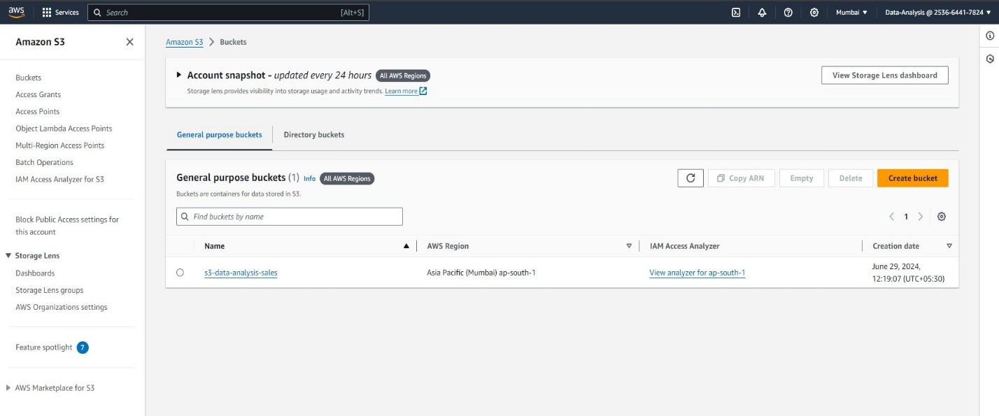 aws Services Search [Alt+S] Mumbai ▼ Data-Analysis @ 2536-6441-7824 ▼
Amazon S3
Buckets
Access Grants
Access Points
Object Lambda Access Points
Multi-Region Access Points
Batch Operations
IAM Access Analyzer for S3
Block Public Access settings for
this account
Storage Lens
Dashboards
Storage Lens groups
AWS Organizations settings
Feature spotlight 7
AWS Marketplace for S3
Amazon S3 > Buckets
Account snapshot - updated every 24 hours All AWS Regions
View Storage Lens dashboard
Storage lens provides visibility into storage usage and activity trends. Learn more
General purpose buckets Directory buckets
General purpose buckets (1) Info All AWS Regions
Copy ARN Empty Delete Create bucket
Buckets are containers for data stored in S3.
Find buckets by name
1
Name AWS Region IAM Access Analyzer Creation date
s3-data-analysis-sales Asia Pacific (Mumbai) ap-south-1 View analyzer for ap-south-1 June 29, 2024,
12:19:07 (UTC+05:30)